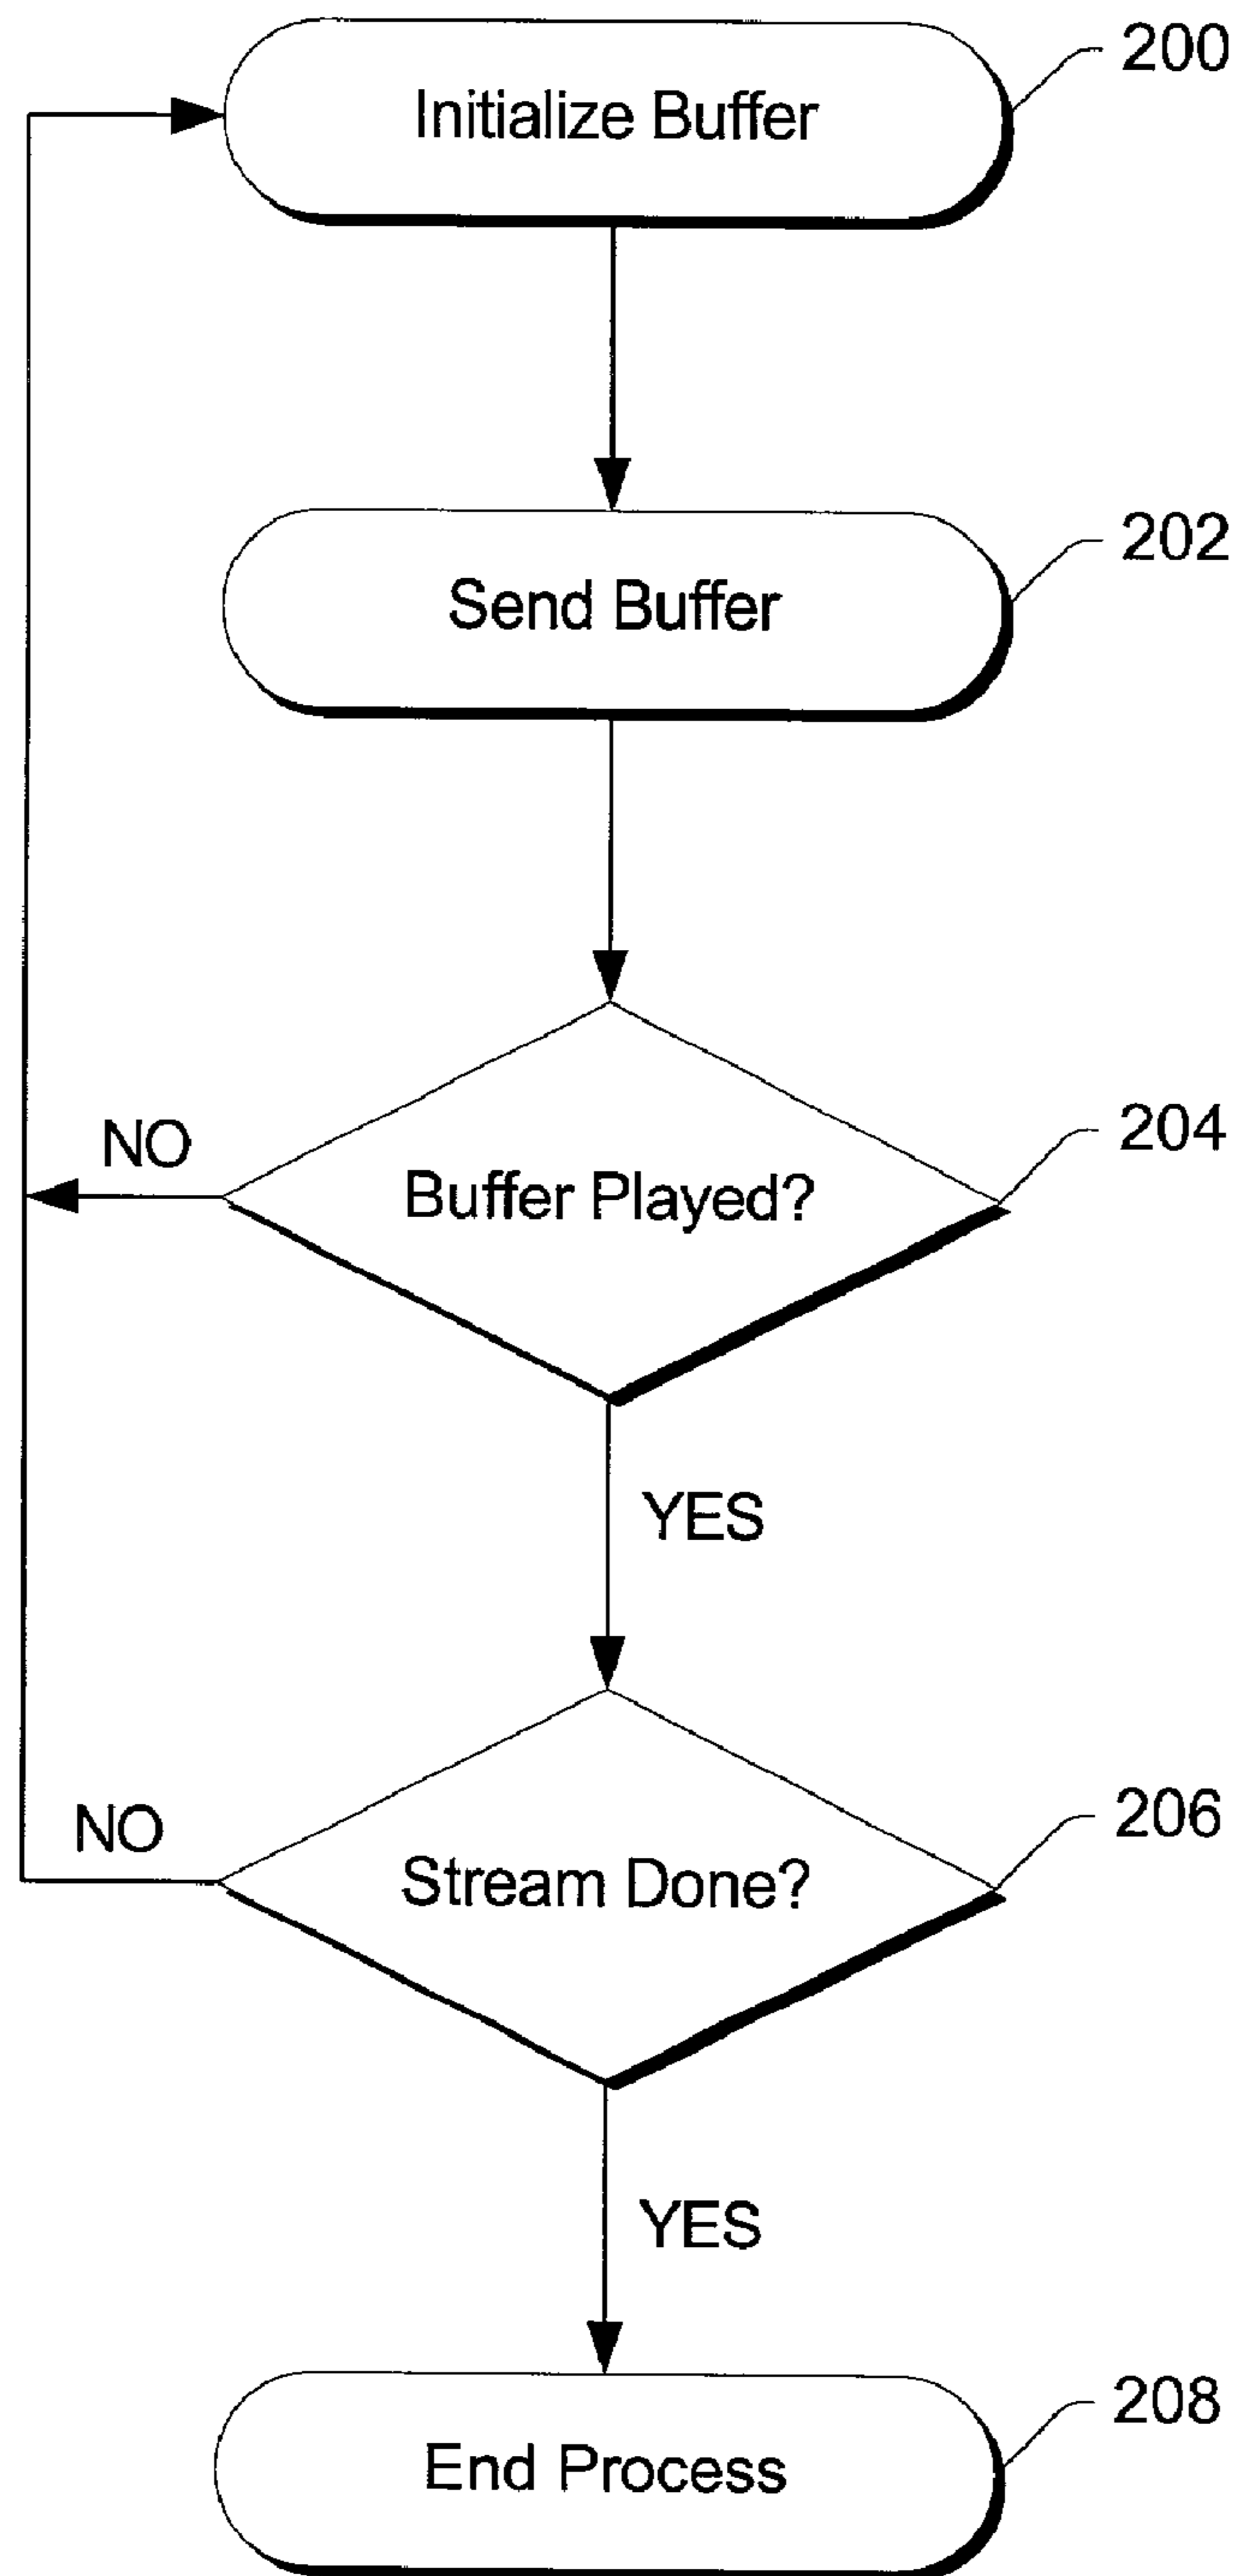 200
Initialize Buffer
202
Send Buffer
204
NO
Buffer Played?
YES
206
NO
Stream Done?
YES
208
End Process